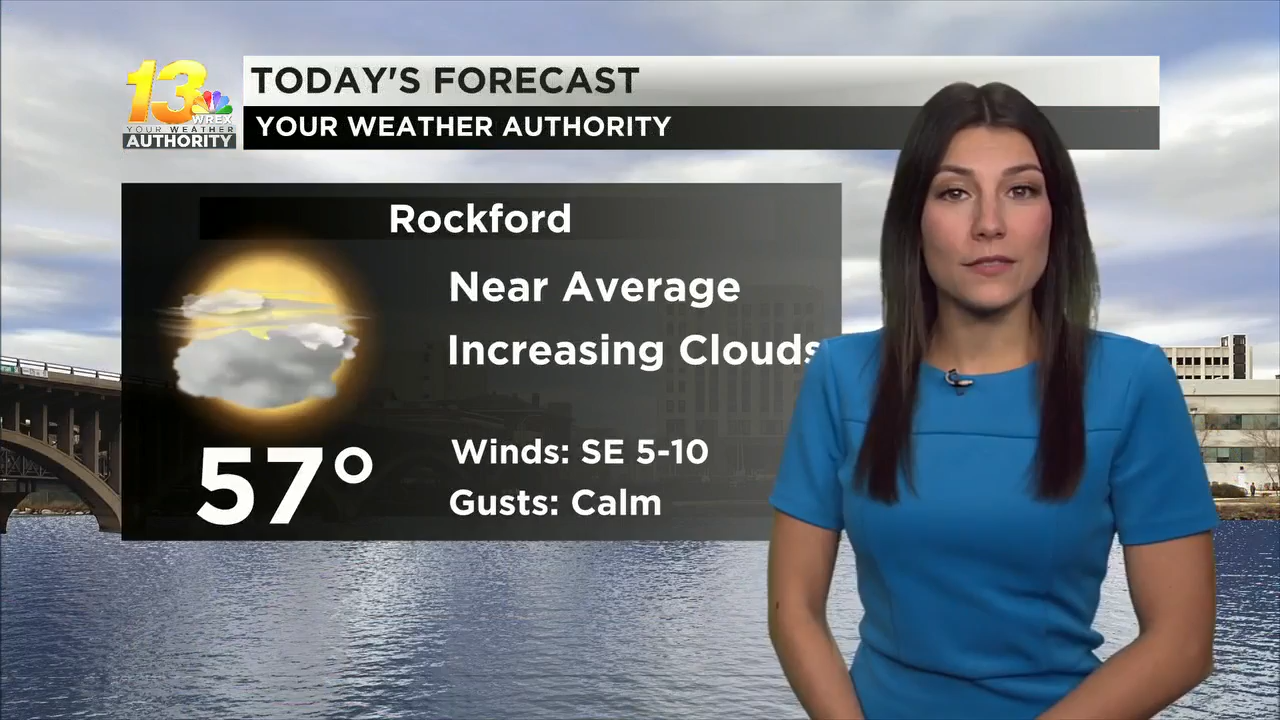 13
WREX
YOUR WEATHER
AUTHORITY
TODAY'S FORECAST
YOUR WEATHER AUTHORITY
Rockford
Near Average
Increasing Clouds
57°
Winds: SE 5-10
Gusts: Calm